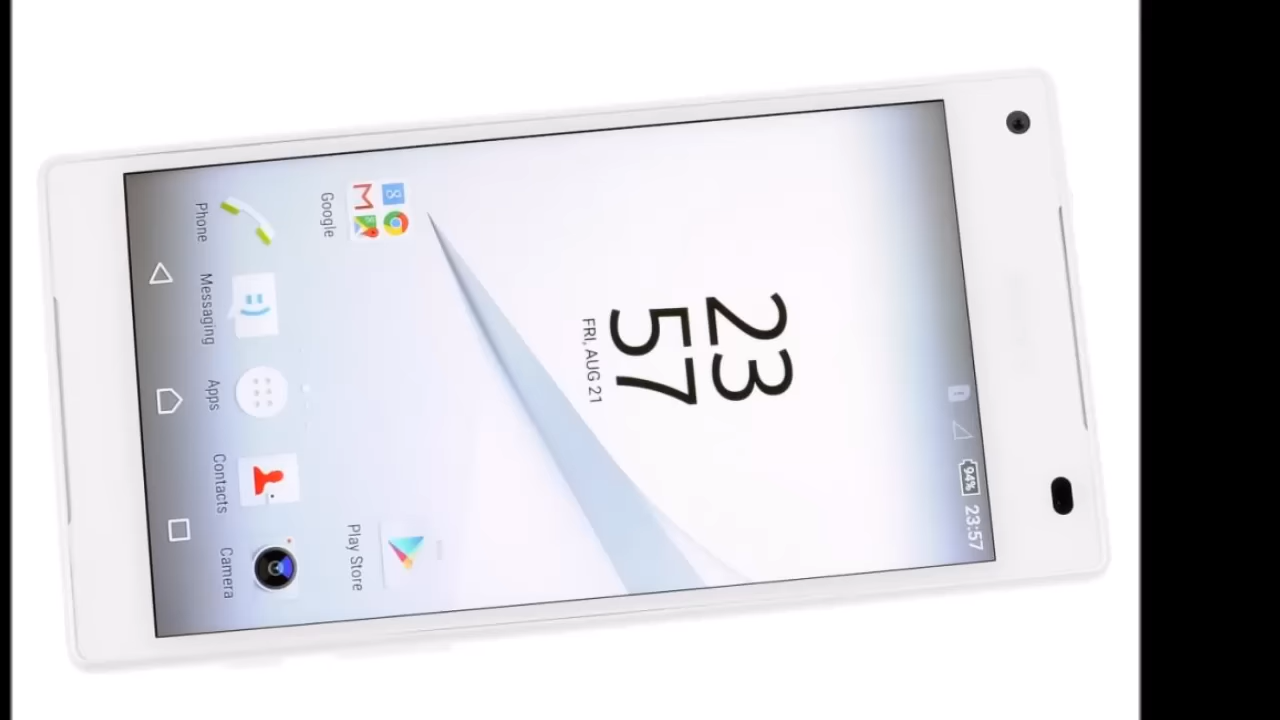 94% 23:57
23
57
FRI, AUG 21
Google
Play Store
Phone
Messaging
Apps
Contacts
Camera